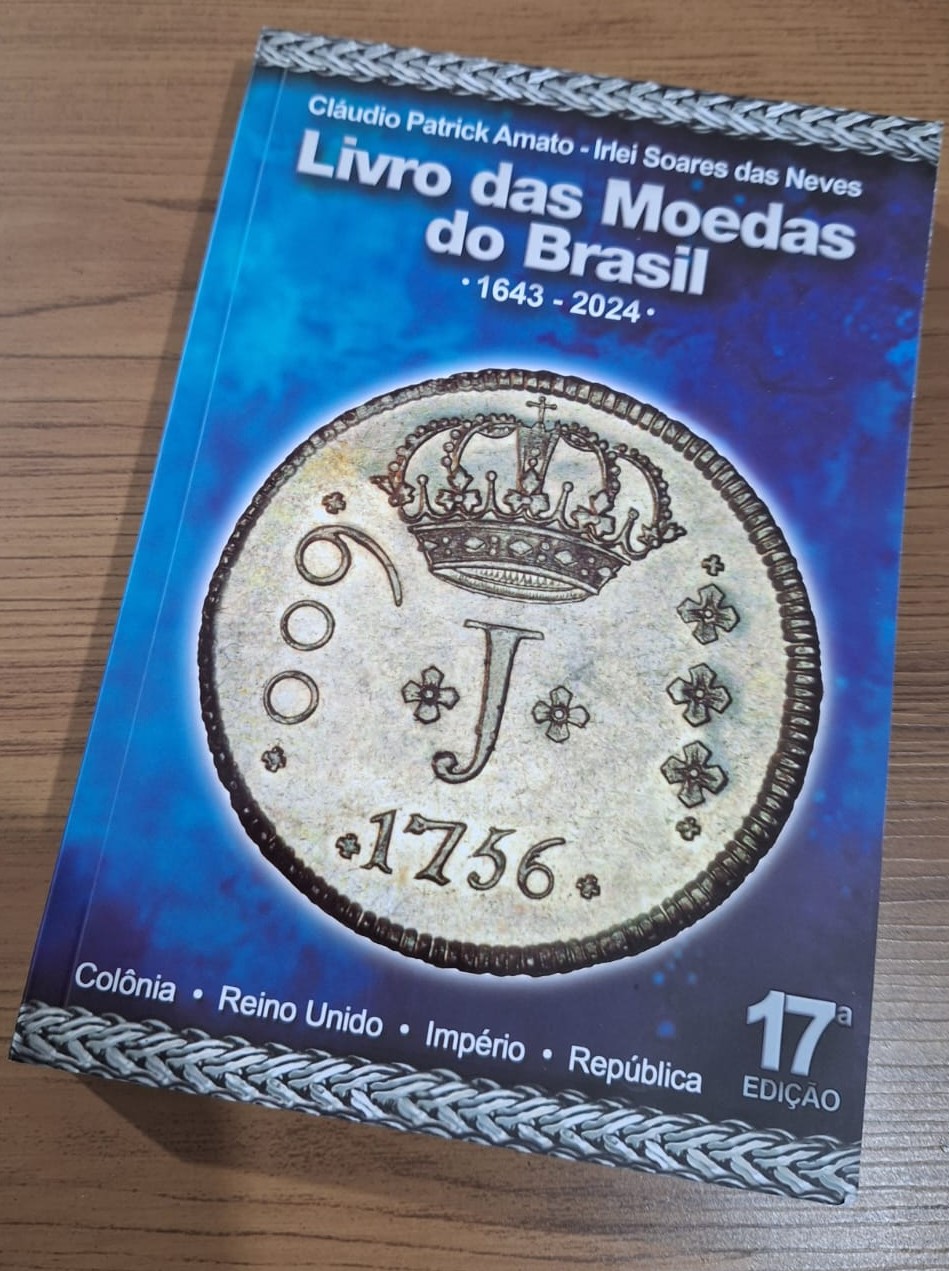 Cláudio Patrick Amato - Irlei Soares das Neves
Livro das Moedas
do Brasil
· 1643 - 2024 ·
600
J
1756
Colônia · Reino Unido · Império · República
17ª
EDIÇÃO